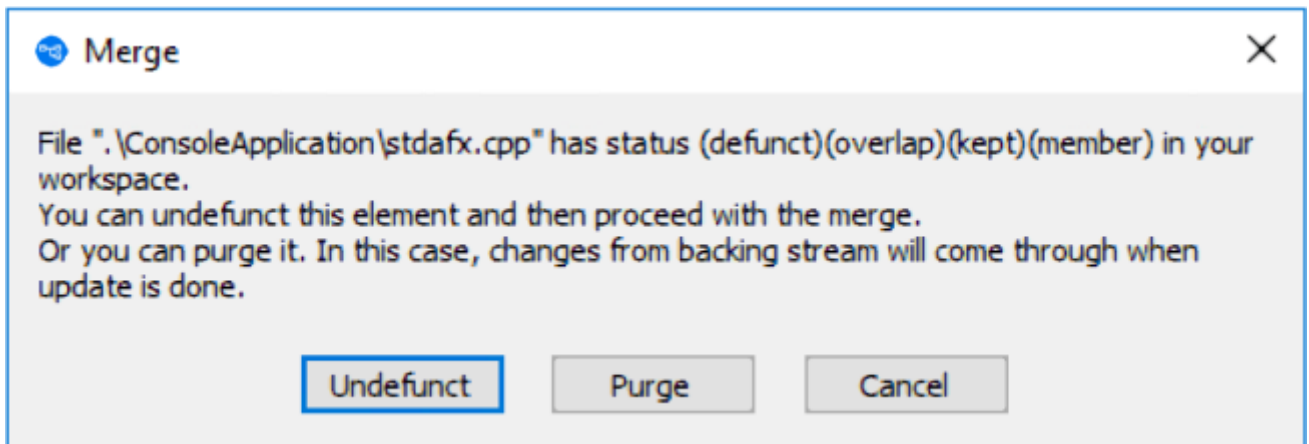 Merge
File ".\ConsoleApplication\stdafx.cpp" has status (defunct)(overlap)(kept)(member) in your
workspace.
You can undefunct this element and then proceed with the merge.
Or you can purge it. In this case, changes from backing stream will come through when
update is done.
Undefunct Purge Cancel